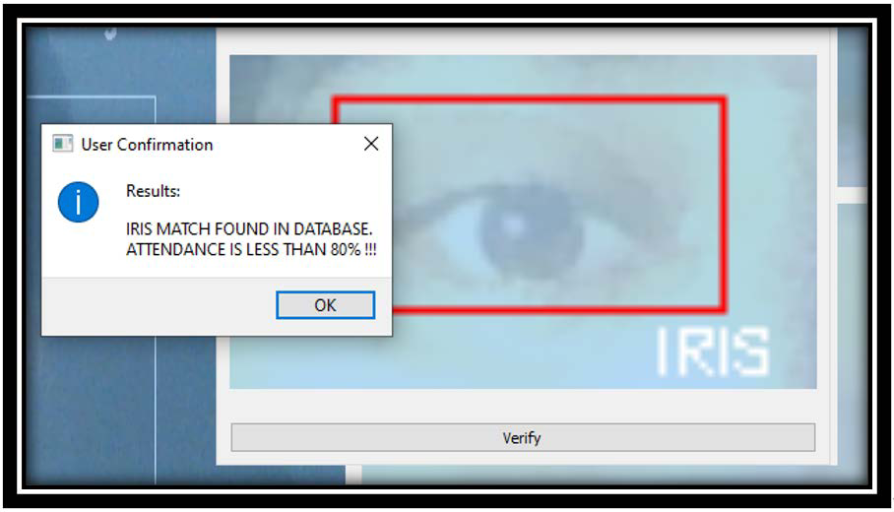 User Confirmation
Results:
IRIS MATCH FOUND IN DATABASE.
ATTENDANCE IS LESS THAN 80% !!!
OK
IRIS
Verify